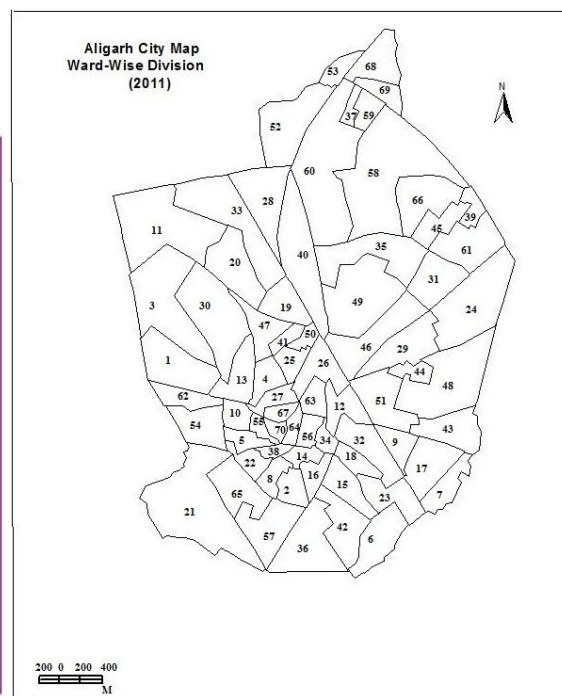 Aligarh City Map
Ward-Wise Division
(2011)
N
53 68
69
37 59
52
60 58
28 66
33 39
11 45
35 61
40
20 31
3 30 49 24
19
47 50
41 46 29
1 25 26
44
13 4 48
62 27 51
63 12
10 67
54 55 70 64 43
5 56 34 32 9
38 14 18
22 17
8 16
65 2 15 23 7
21
42
57 6
36
200 0 200 400
M